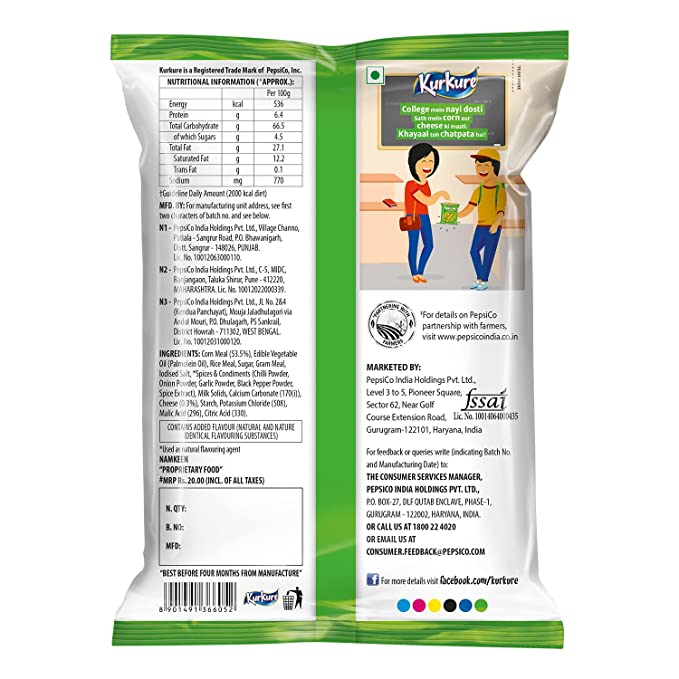 Kurkure is a Registered Trade Mark of PepsiCo, Inc.
NUTRITIONAL INFORMATION (*APPROX.)
Per 100g
Energy kcal 536
Protein g 6.4
Total Carbohydrate g 66.5
of which Sugars g 4.5
Total Fat g 27.1
Saturated Fat g 12.2
Trans Fat g 0.1
Sodium mg 770
†Guideline Daily Amount (2000 kcal diet)
MFD. BY: For manufacturing unit address, see first
two characters of batch no. and see below.
N1 - PepsiCo India Holdings Pvt. Ltd., Village Channo,
Patiala - Sangrur Road, P.O. Bhawanigarh,
Distt. Sangrur - 148026, PUNJAB.
Lic. No. 10012063000110.
N2 - PepsiCo India Holdings Pvt. Ltd., C-5, MIDC,
Ranjangaon, Taluka Shirur, Pune - 412220,
MAHARASHTRA. Lic. No. 10012022000339.
N3 - PepsiCo India Holdings Pvt. Ltd., JL No. 2&4
(Kendua Panchayat), Mouja Jaladhulagori via
Andul Mouri, P.O. Dhulagarh, PS Sankrail,
District Howrah - 711302, WEST BENGAL.
Lic. No. 10012031000120.
INGREDIENTS: Corn Meal (53.5%), Edible Vegetable
Oil (Palmolein Oil), Rice Meal, Sugar, Gram Meal,
Iodised Salt, *Spices & Condiments (Chilli Powder,
Onion Powder, Garlic Powder, Black Pepper Powder,
Spice Extract), Milk Solids, Calcium Carbonate (170(i)),
Cheese (0.3%), Starch, Potassium Chloride (508),
Malic Acid (296), Citric Acid (330).
CONTAINS ADDED FLAVOUR (NATURAL AND NATURE
IDENTICAL FLAVOURING SUBSTANCES)
*Used as natural flavouring agent
NAMKEEN
"PROPRIETARY FOOD"
#MRP Rs.20.00 (INCL. OF ALL TAXES)
N. QTY:
B. NO:
MFD:
"BEST BEFORE FOUR MONTHS FROM MANUFACTURE"
8 901491 366052
Kurkure
Kurkure
College mein nayi dosti
Sath mein corn aur
cheese ki masti.
Khayaal toh chatpata hai!
TEAR HERE
PARTNERING WITH
FARMERS
‡For details on PepsiCo
partnership with farmers,
visit www.pepsicoindia.co.in
MARKETED BY:
PepsiCo India Holdings Pvt. Ltd.,
Level 3 to 5, Pioneer Square,
Sector 62, Near Golf
Course Extension Road,
Gurugram-122101, Haryana, India
fssai
Lic. No. 10014064000435
For feedback or queries write (indicating Batch No.
and Manufacturing Date) to:
THE CONSUMER SERVICES MANAGER,
PEPSICO INDIA HOLDINGS PVT. LTD.,
P.O. BOX-27, DLF QUTAB ENCLAVE, PHASE-1,
GURUGRAM - 122002, HARYANA, INDIA.
OR CALL US AT 1800 22 4020
OR EMAIL US AT
CONSUMER.FEEDBACK@PEPSICO.COM
f For more details visit facebook.com/kurkure